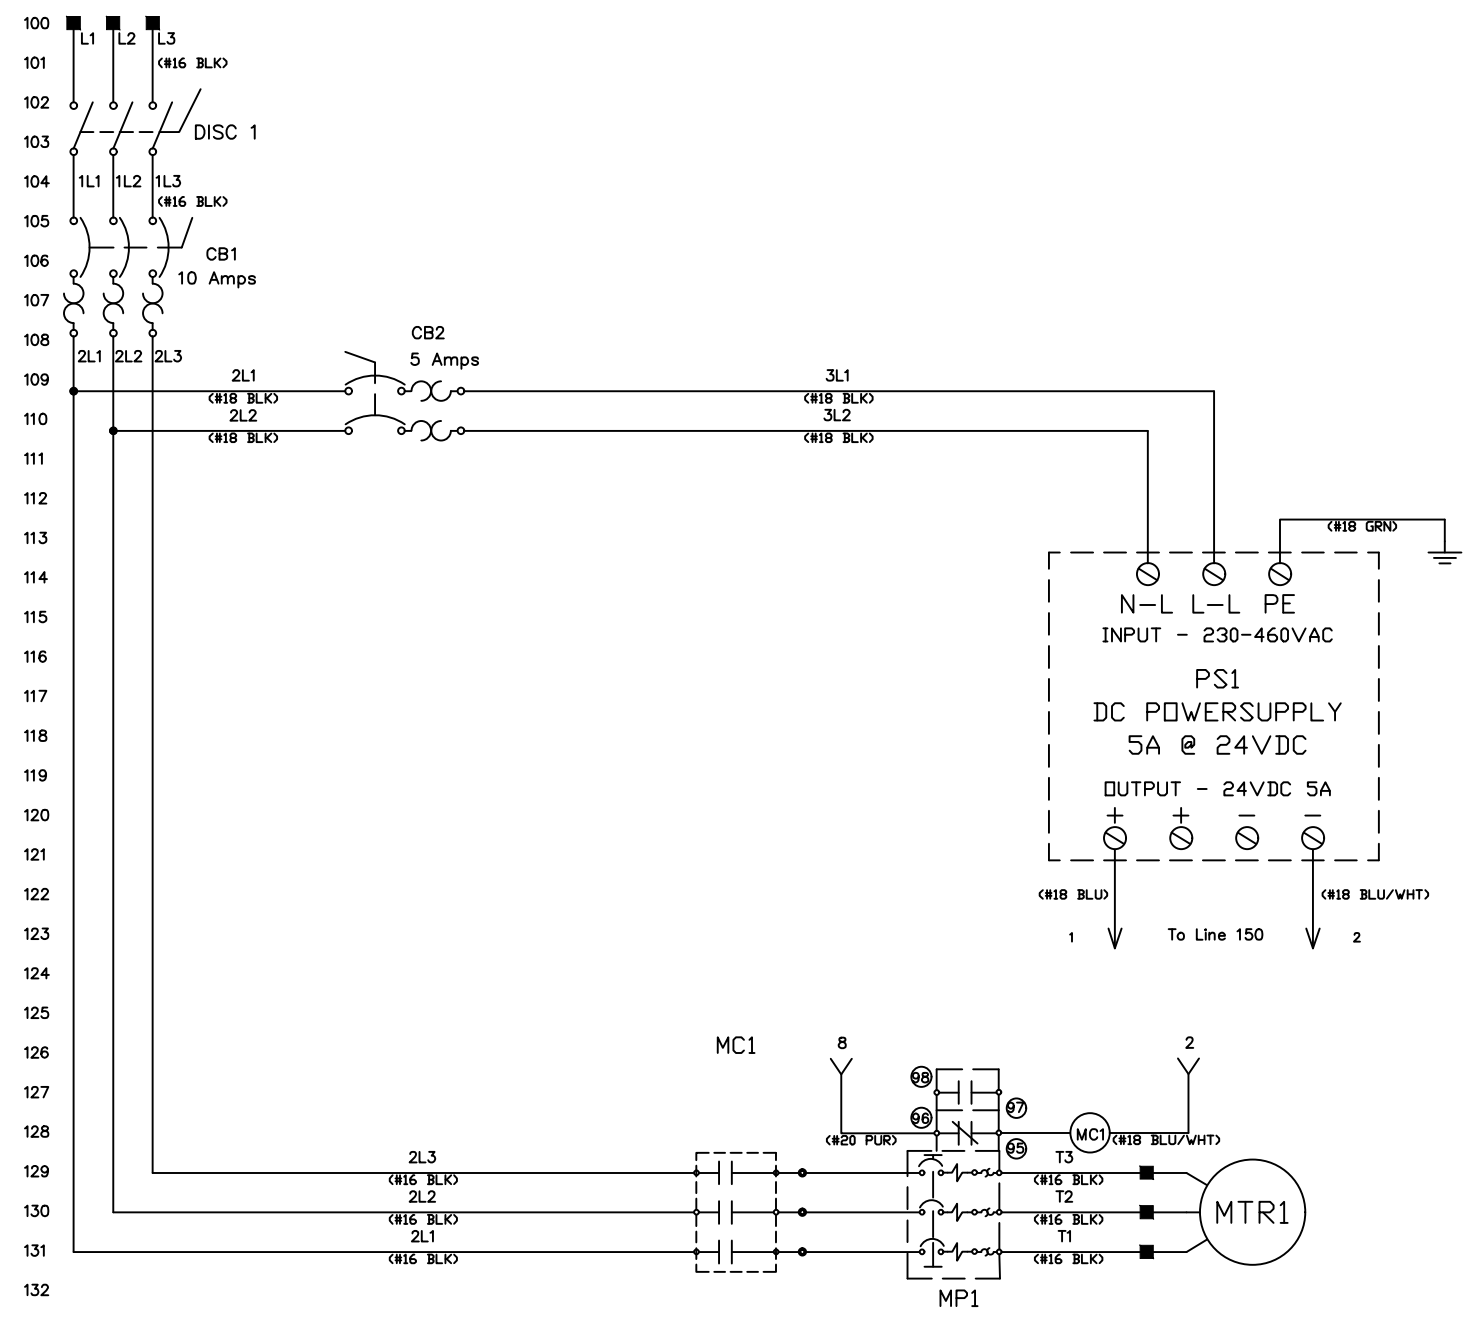 100 L1 L2 L3
101 (#16 BLK)
102
103 DISC 1
104 1L1 1L2 1L3
(#16 BLK)
105
106 CB1
10 Amps
107
108 CB2
2L1 2L2 2L3 5 Amps
109 2L1 3L1
(#18 BLK) (#18 BLK)
110 2L2 3L2
(#18 BLK) (#18 BLK)
111
112
113 (#18 GRN)
114
N-L L-L PE
115
INPUT - 230-460VAC
116
117 PS1
DC POWERSUPPLY
118
5A @ 24VDC
119
OUTPUT - 24VDC 5A
120 + + - -
121
122 (#18 BLU) (#18 BLU/WHT)
123 1 To Line 150 2
124
125
126 MC1 8 2
98
127
97
96
128 (#20 PUR) MC1 (#18 BLU/WHT)
95
129 2L3 T3
(#16 BLK) (#16 BLK)
130 2L2 T2 MTR1
(#16 BLK) (#16 BLK)
131 2L1 T1
(#16 BLK) (#16 BLK)
132 MP1